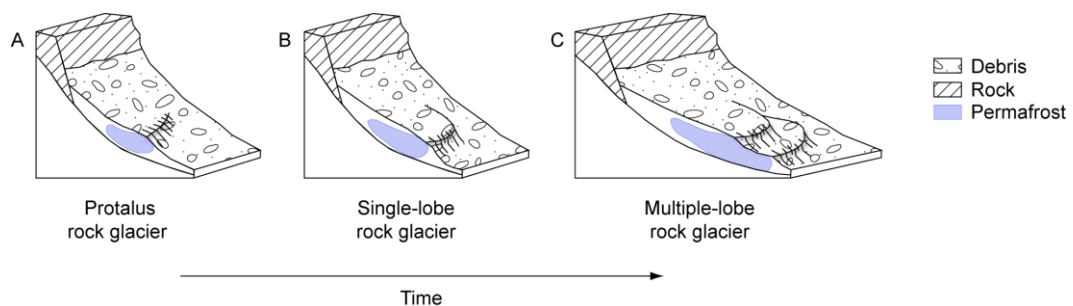 A
B
C
Debris
Rock
Permafrost
Protalus
rock glacier
Single-lobe
rock glacier
Multiple-lobe
rock glacier
Time